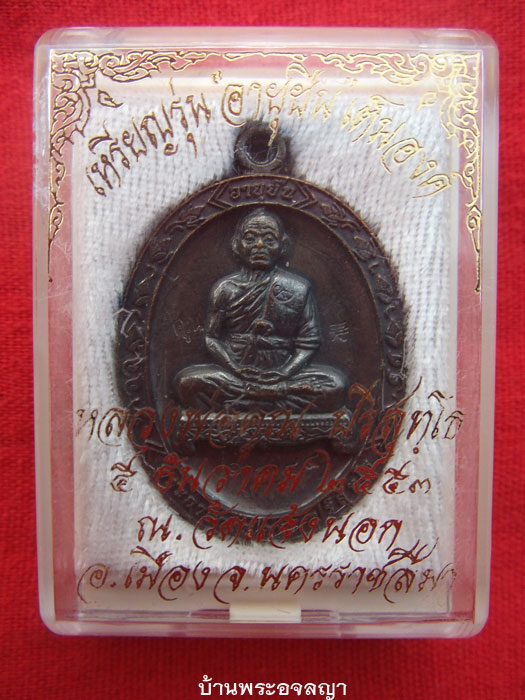 เหรียญรุ่น "อายุยืน" เต็มองค์
อายุยืน
หลวงพ่อคูณ ปริสุทฺโธ
๕ ธันวาคม ๒๕๕๓
ณ. วัดแจ้งนอก
อ.เมือง จ.นครราชสีมา
บ้านพระอจลญา